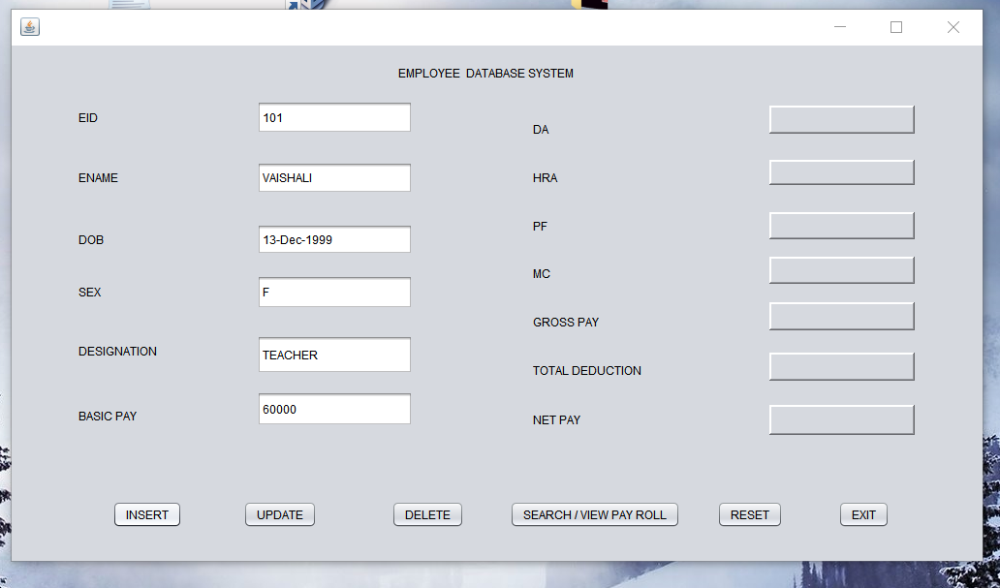 EMPLOYEE  DATABASE SYSTEM
EID 101
ENAME VAISHALI
DOB 13-Dec-1999
SEX F
DESIGNATION TEACHER
BASIC PAY 60000
DA
HRA
PF
MC
GROSS PAY
TOTAL DEDUCTION
NET PAY
INSERT UPDATE DELETE SEARCH / VIEW PAY ROLL RESET EXIT